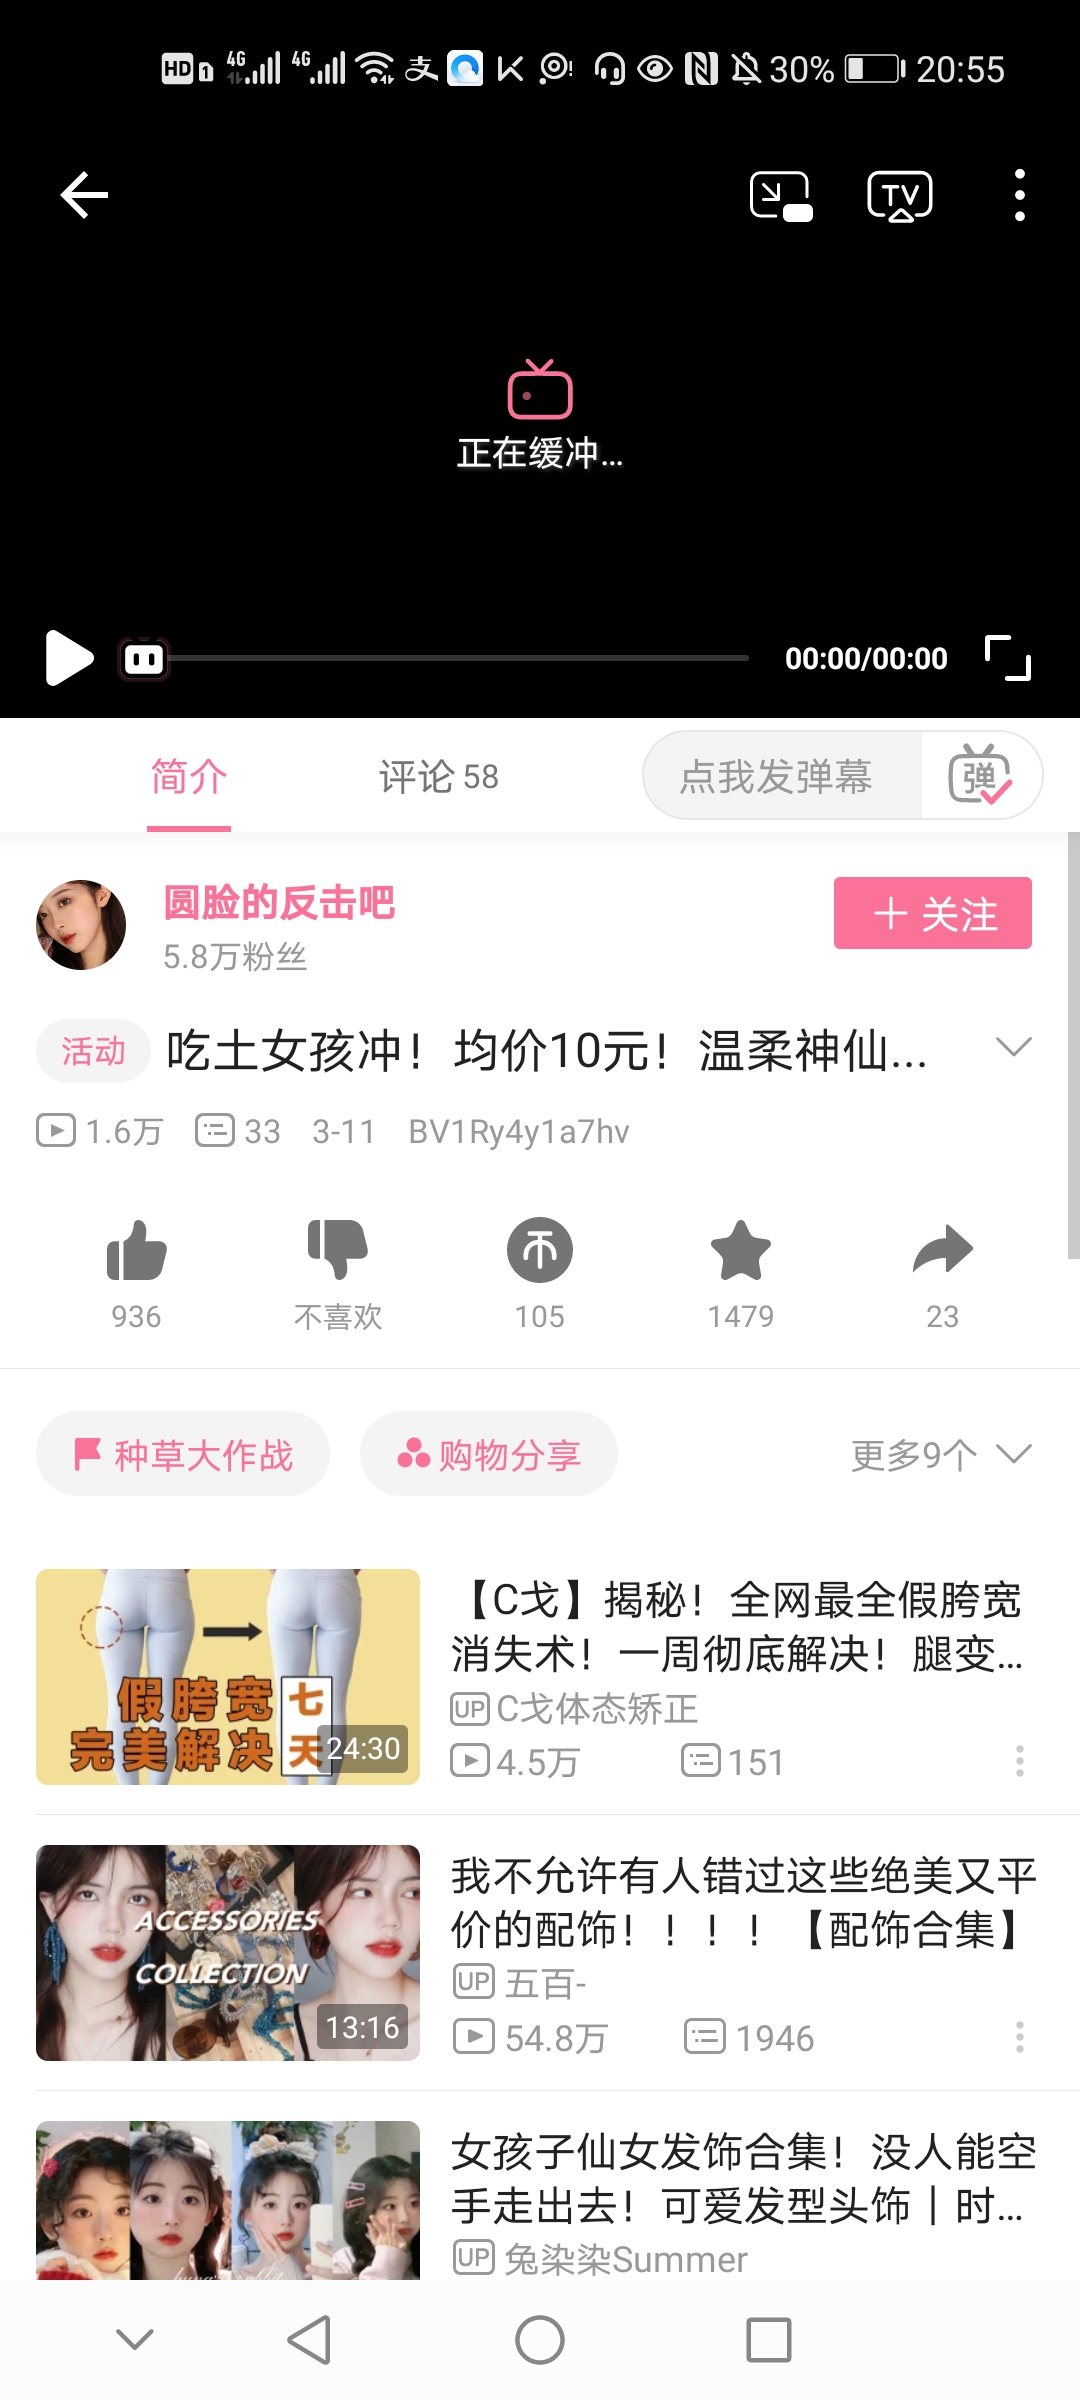 HD 1 4G 4G 支 30% 20:55
TV
正在缓冲...
00:00/00:00
简介 评论 58 点我发弹幕 弹
圆脸的反击吧
5.8万粉丝
关注
活动 吃土女孩冲！均价10元！温柔神仙...
1.6万 33 3-11 BV1Ry4y1a7hv
936 不喜欢 105 1479 23
种草大作战 购物分享 更多9个
假胯宽七天
完美解决
24:30
【C戈】揭秘！全网最全假胯宽
消失术！一周彻底解决！腿变...
UP C戈体态矫正
4.5万 151
ACCESSORIES
COLLECTION
13:16
我不允许有人错过这些绝美又平
价的配饰！！！！【配饰合集】
UP 五百-
54.8万 1946
女孩子仙女发饰合集！没人能空
手走出去！可爱发型头饰｜时...
UP 兔染染Summer